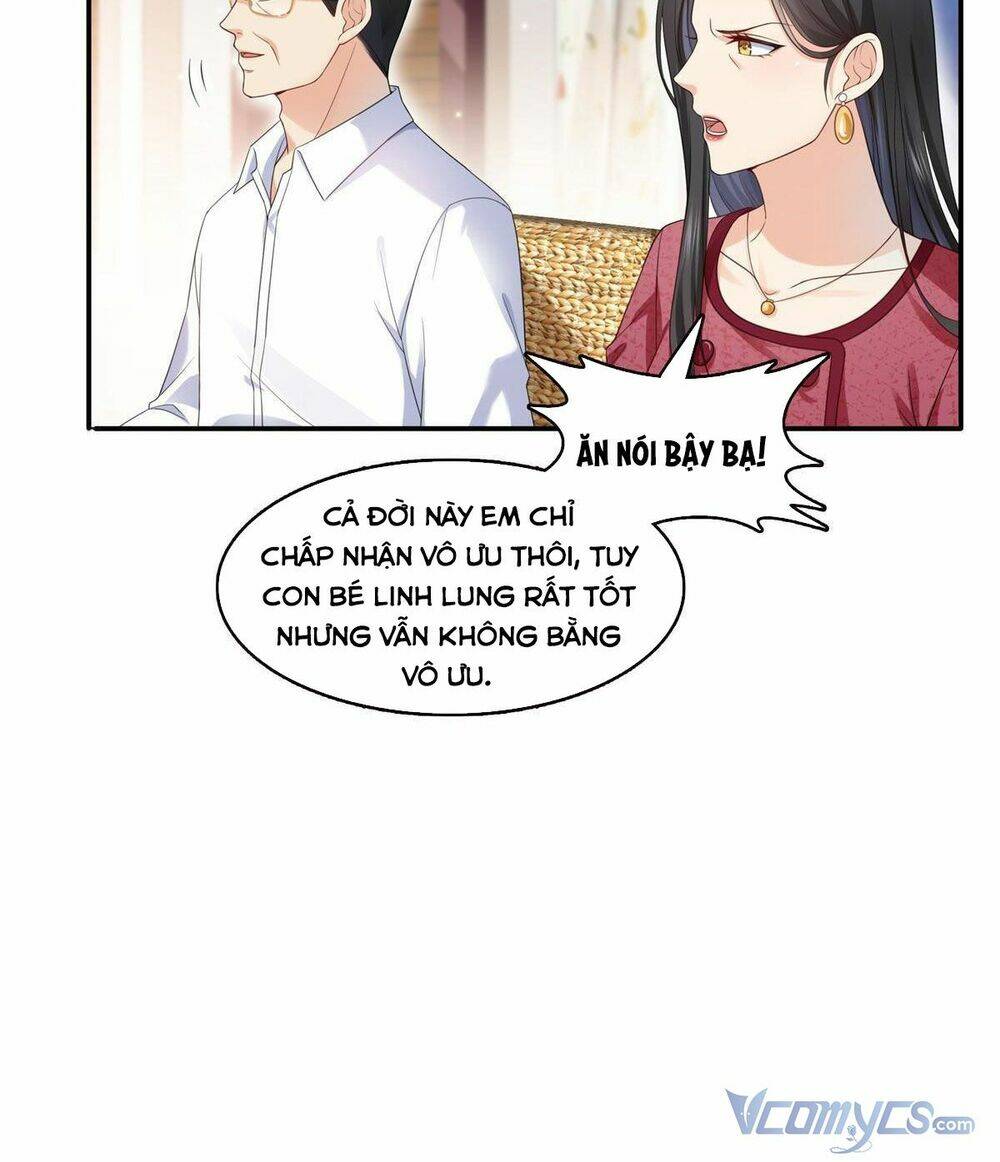 ĂN NÓI BẬY BẠ!
CẢ ĐỜI NÀY EM CHỈ
CHẤP NHẬN VÔ ƯU THÔI, TUY
CON BÉ LINH LUNG RẤT TỐT
NHƯNG VẪN KHÔNG BẰNG
VÔ ƯU.
VCOMYCS.com